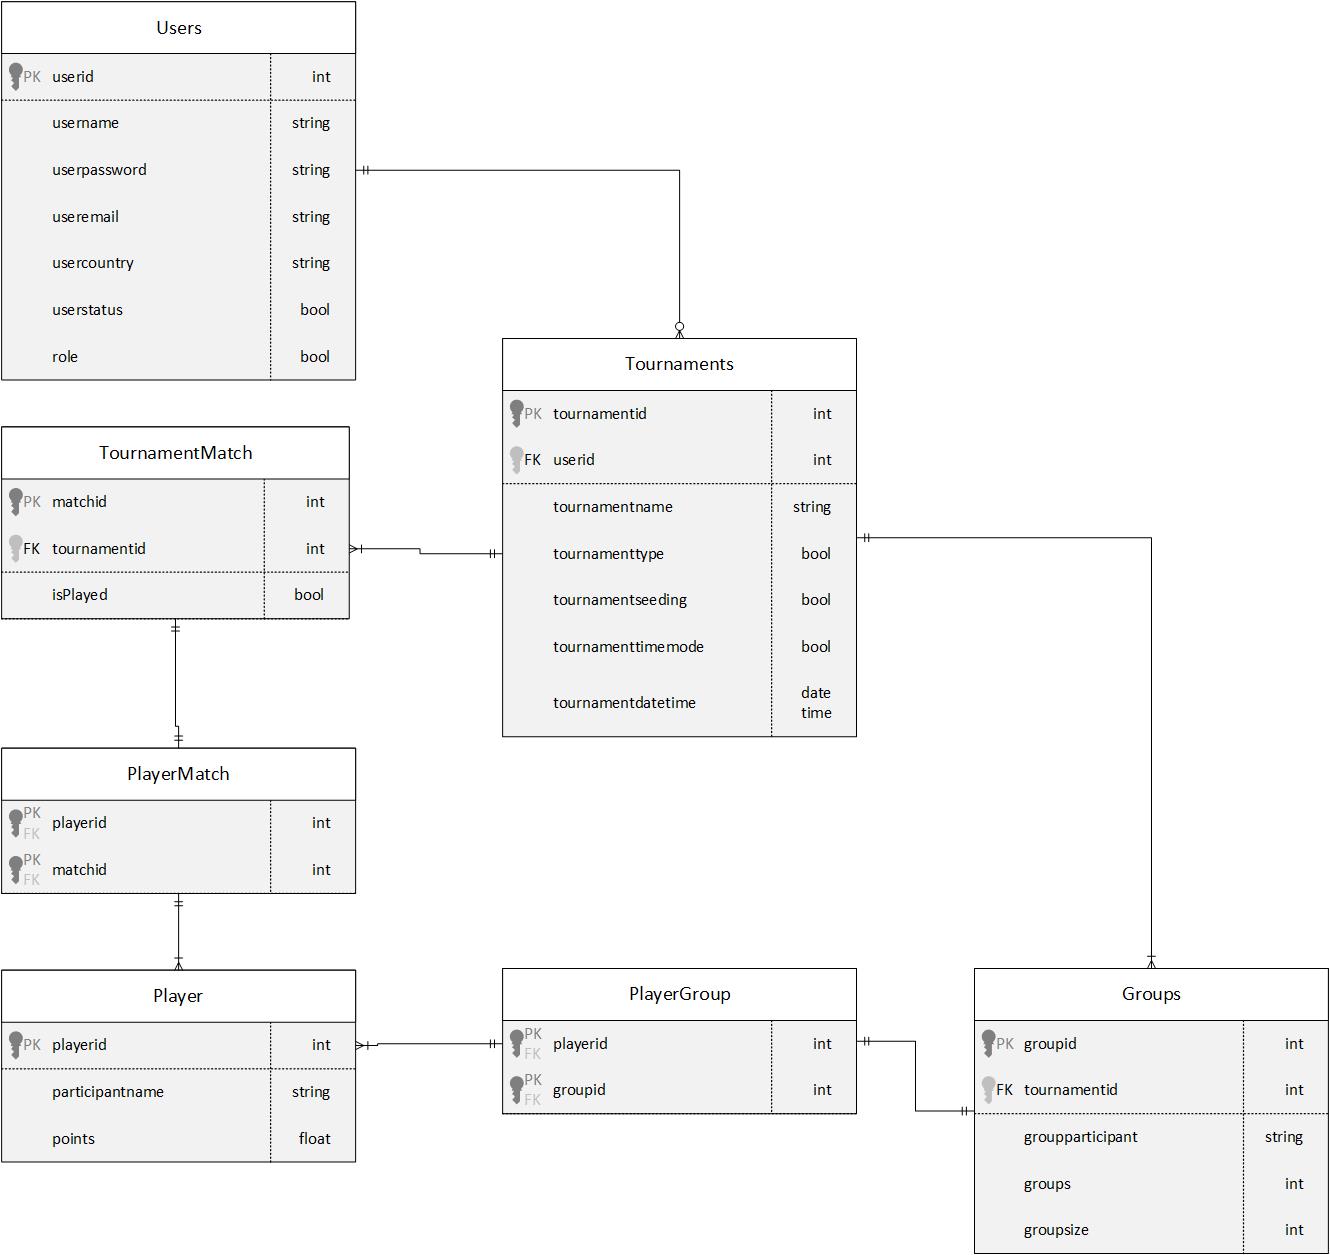 Users
PK userid int
username string
userpassword string
useremail string
usercountry string
userstatus bool
role bool
Tournaments
PK tournamentid int
FK userid int
tournamentname string
tournamenttype bool
tournamentseeding bool
tournamenttimemode bool
tournamentdatetime date
time
TournamentMatch
PK matchid int
FK tournamentid int
isPlayed bool
PlayerMatch
PK
FK playerid int
PK
FK matchid int
Player
PK playerid int
participantname string
points float
PlayerGroup
PK
FK playerid int
PK
FK groupid int
Groups
PK groupid int
FK tournamentid int
groupparticipant string
groups int
groupsize int